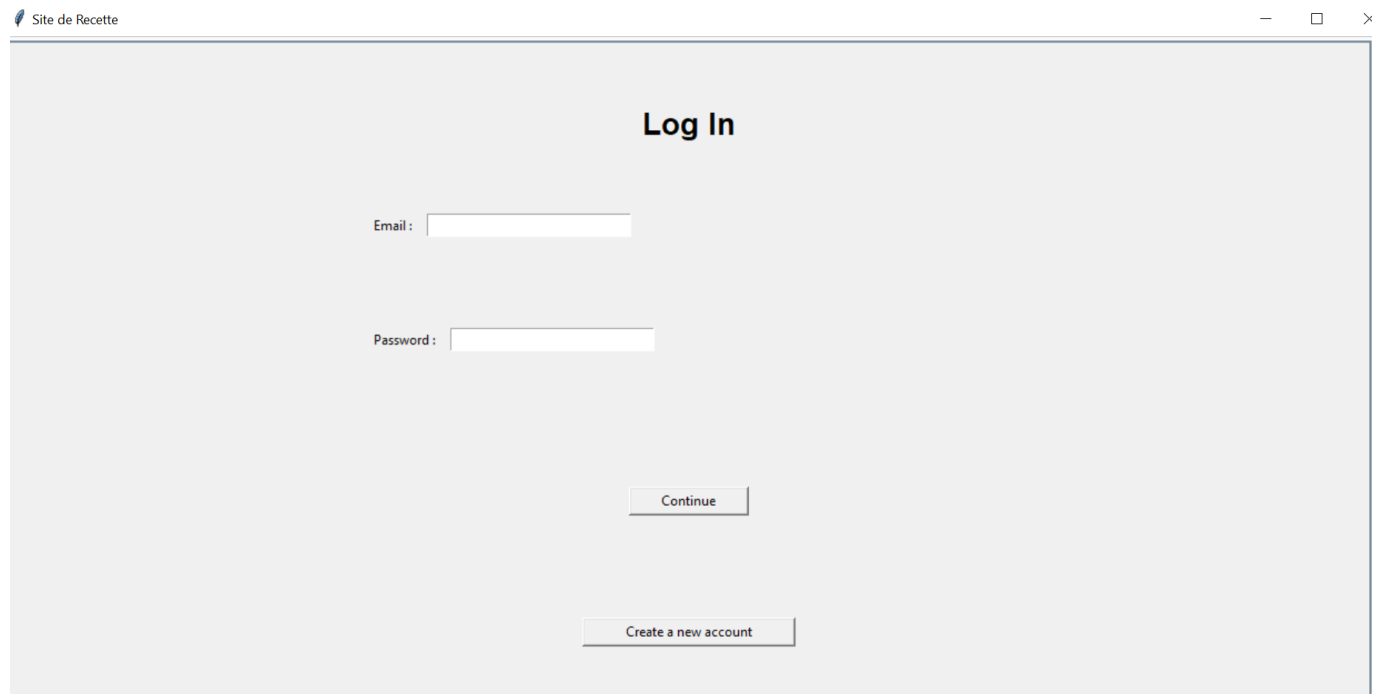 Site de Recette
Log In
Email :
Password :
Continue
Create a new account